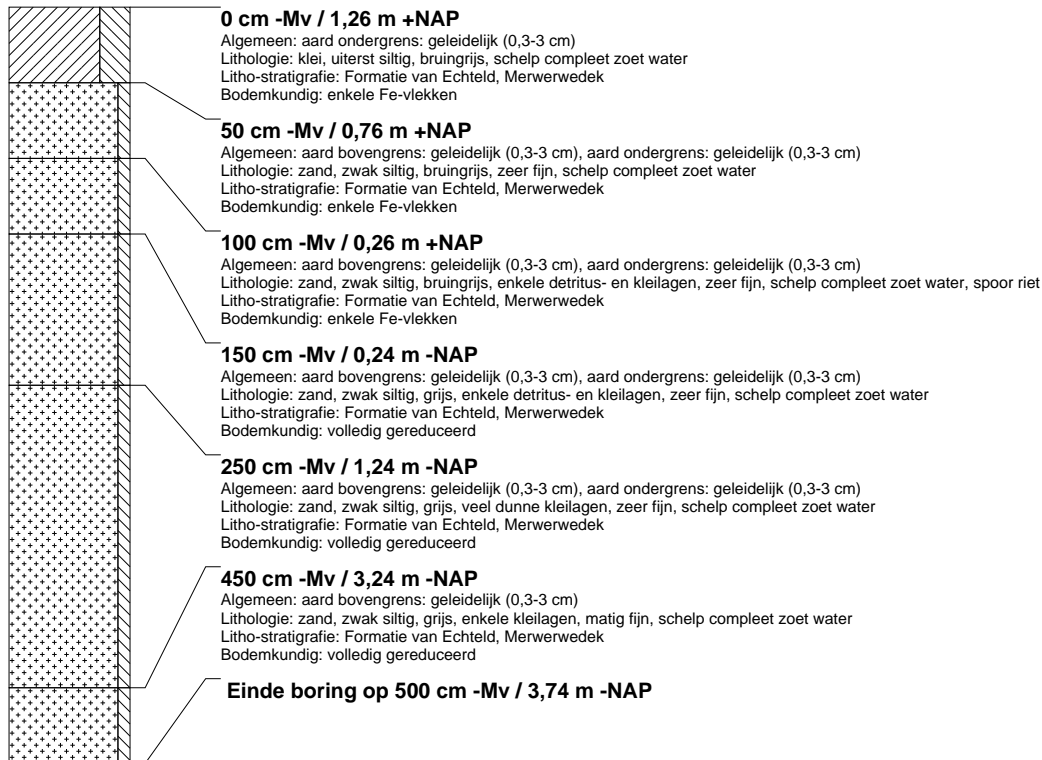 0 cm -Mv / 1,26 m +NAP
Algemeen: aard ondergrens: geleidelijk (0,3-3 cm)
Lithologie: klei, uiterst siltig, bruingrijs, schelp compleet zoet water
Litho-stratigrafie: Formatie van Echteld, Merwerwedek
Bodemkundig: enkele Fe-vlekken
50 cm -Mv / 0,76 m +NAP
Algemeen: aard bovengrens: geleidelijk (0,3-3 cm), aard ondergrens: geleidelijk (0,3-3 cm)
Lithologie: zand, zwak siltig, bruingrijs, zeer fijn, schelp compleet zoet water
Litho-stratigrafie: Formatie van Echteld, Merwerwedek
Bodemkundig: enkele Fe-vlekken
100 cm -Mv / 0,26 m +NAP
Algemeen: aard bovengrens: geleidelijk (0,3-3 cm), aard ondergrens: geleidelijk (0,3-3 cm)
Lithologie: zand, zwak siltig, bruingrijs, enkele detritus- en kleilagen, zeer fijn, schelp compleet zoet water, spoor riet
Litho-stratigrafie: Formatie van Echteld, Merwerwedek
Bodemkundig: enkele Fe-vlekken
150 cm -Mv / 0,24 m -NAP
Algemeen: aard bovengrens: geleidelijk (0,3-3 cm), aard ondergrens: geleidelijk (0,3-3 cm)
Lithologie: zand, zwak siltig, grijs, enkele detritus- en kleilagen, zeer fijn, schelp compleet zoet water
Litho-stratigrafie: Formatie van Echteld, Merwerwedek
Bodemkundig: volledig gereduceerd
250 cm -Mv / 1,24 m -NAP
Algemeen: aard bovengrens: geleidelijk (0,3-3 cm), aard ondergrens: geleidelijk (0,3-3 cm)
Lithologie: zand, zwak siltig, grijs, veel dunne kleilagen, zeer fijn, schelp compleet zoet water
Litho-stratigrafie: Formatie van Echteld, Merwerwedek
Bodemkundig: volledig gereduceerd
450 cm -Mv / 3,24 m -NAP
Algemeen: aard bovengrens: geleidelijk (0,3-3 cm)
Lithologie: zand, zwak siltig, grijs, enkele kleilagen, matig fijn, schelp compleet zoet water
Litho-stratigrafie: Formatie van Echteld, Merwerwedek
Bodemkundig: volledig gereduceerd
Einde boring op 500 cm -Mv / 3,74 m -NAP